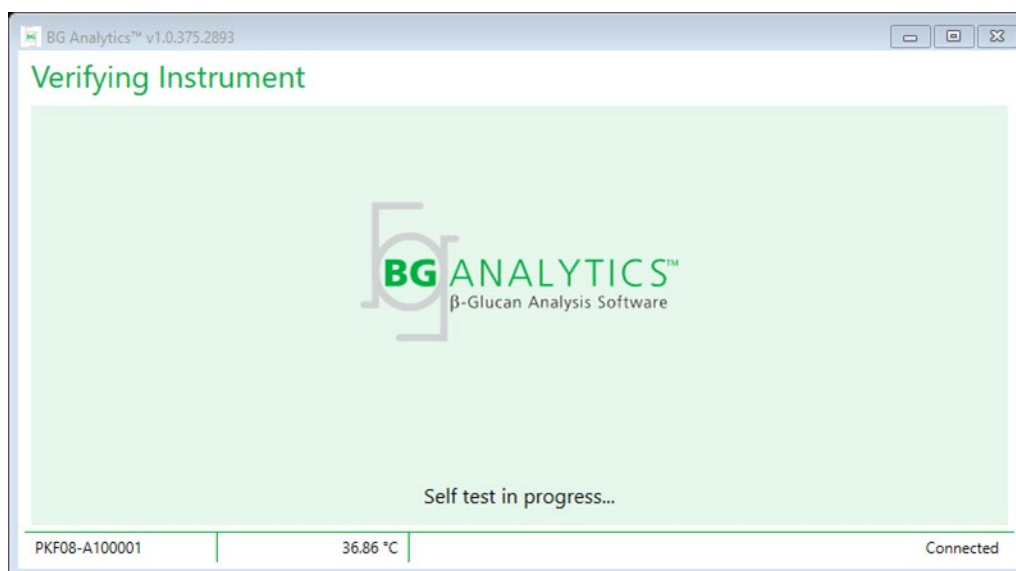 BG Analytics™ v1.0.375.2893
Verifying Instrument
BG ANALYTICS™
β-Glucan Analysis Software
Self test in progress...
PKF08-A100001 36.86 °C Connected